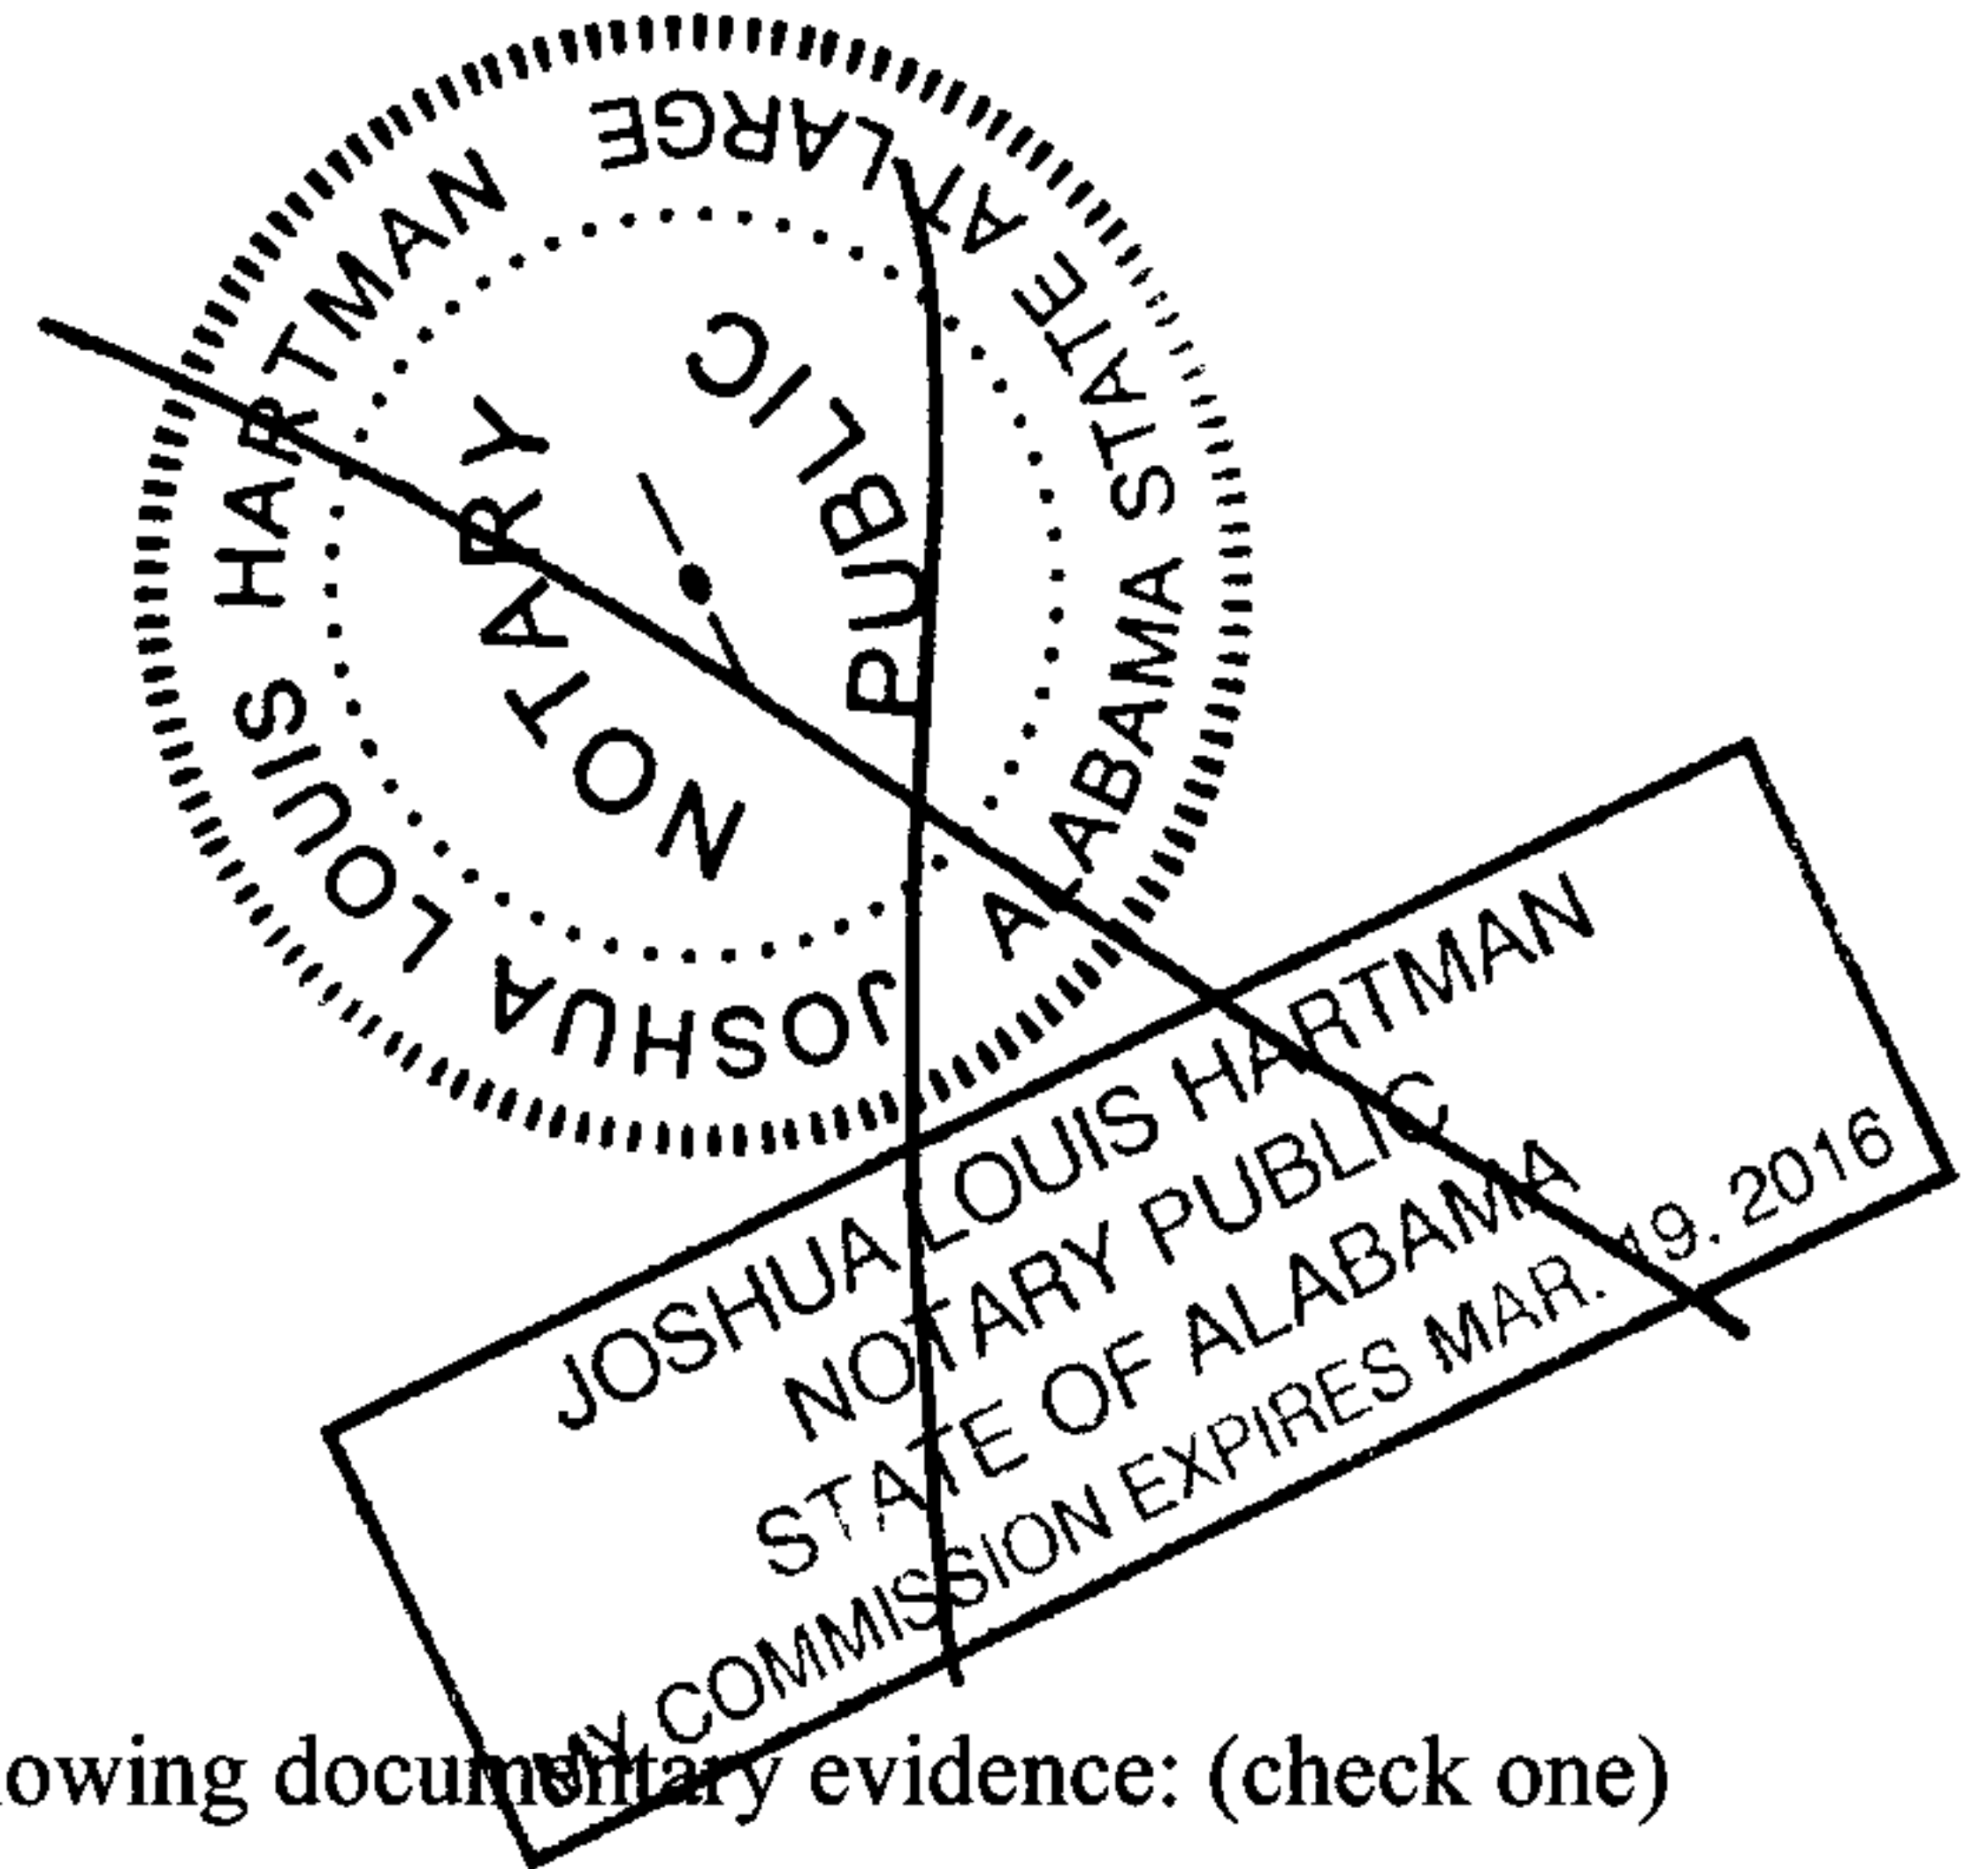 JOSHUA LOUIS HARTMAN
NOTARY PUBLIC
ALABAMA STATE AT LARGE
JOSHUA LOUIS HARTMAN
NOTARY PUBLIC
STATE OF ALABAMA
MY COMMISSION EXPIRES MAR. 19, 2016
owing documentary evidence: (check one)